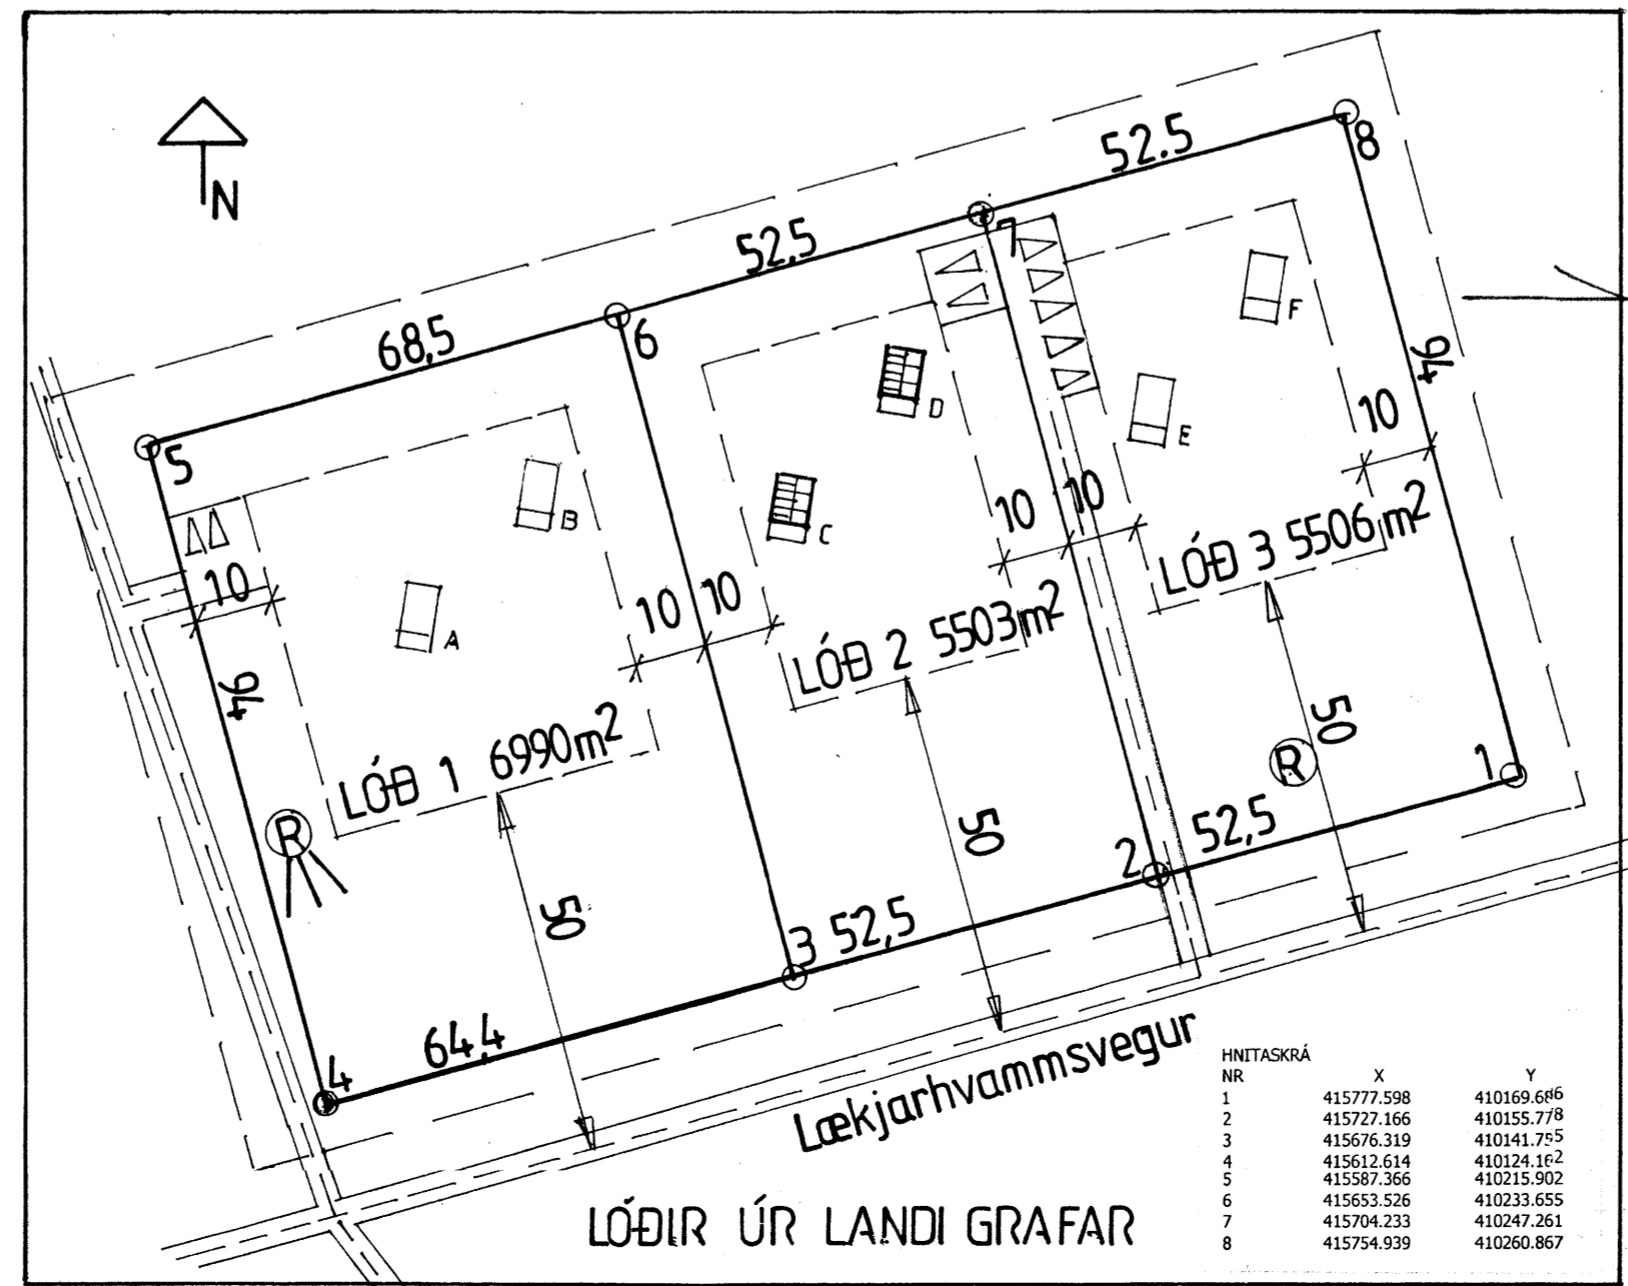 N
52.5
8
52.5
7
68,5
6
5
F
94
D
10
E
B
C
10
10
LÓÐ 3 5506 m²
10
10
10
A
LÓÐ 2 5503m²
94
50
LÓÐ 1 6990m²
R
1
R
50
52,5
2
50
3
52,5
64,4
4
Lækjarhvammsvegur
LÓÐIR ÚR LANDI GRAFAR
HNITASKRÁ
NR X Y
1 415777.598
2 415727.166
3 415676.319
4 415612.614
5 415587.366 410215.902
6 415653.526 410233.655
7 415704.233 410247.261
8 415754.939 410260.867